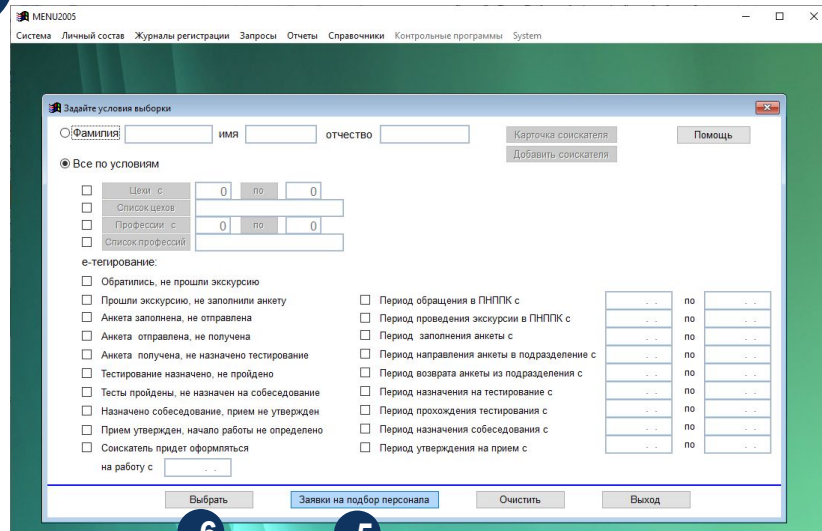 MENU2005
Система Личный состав Журналы регистрации Запросы Отчеты Справочники Контрольные программы System
Задайте условия выборки
Фамилия имя отчество Карточка соискателя Помощь
Добавить соискателя
Все по условиям
Цехи с 0 по 0
Список цехов
Профессии с 0 по 0
Список профессий
е-тегирование:
Обратились, не прошли экскурсию
Прошли экскурсию, не заполнили анкету Период обращения в ПНППК с . . по . .
Анкета заполнена, не отправлена Период проведения экскурсии в ПНППК с . . по . .
Анкета отправлена, не получена Период заполнения анкеты с . . по . .
Анкета получена, не назначено тестирование Период направления анкеты в подразделение с . . по . .
Тестирование назначено, не пройдено Период возврата анкеты из подразделения с . . по . .
Тесты пройдены, не назначен на собеседование Период назначения на тестирование с . . по . .
Назначено собеседование, прием не утвержден Период прохождения тестирования с . . по . .
Прием утвержден, начало работы не определено Период назначения собеседования с . . по . .
Соискатель придет оформляться Период утверждения на прием с . . по . .
на работу с . .
Выбрать Заявки на подбор персонала Очистить Выход
6 5